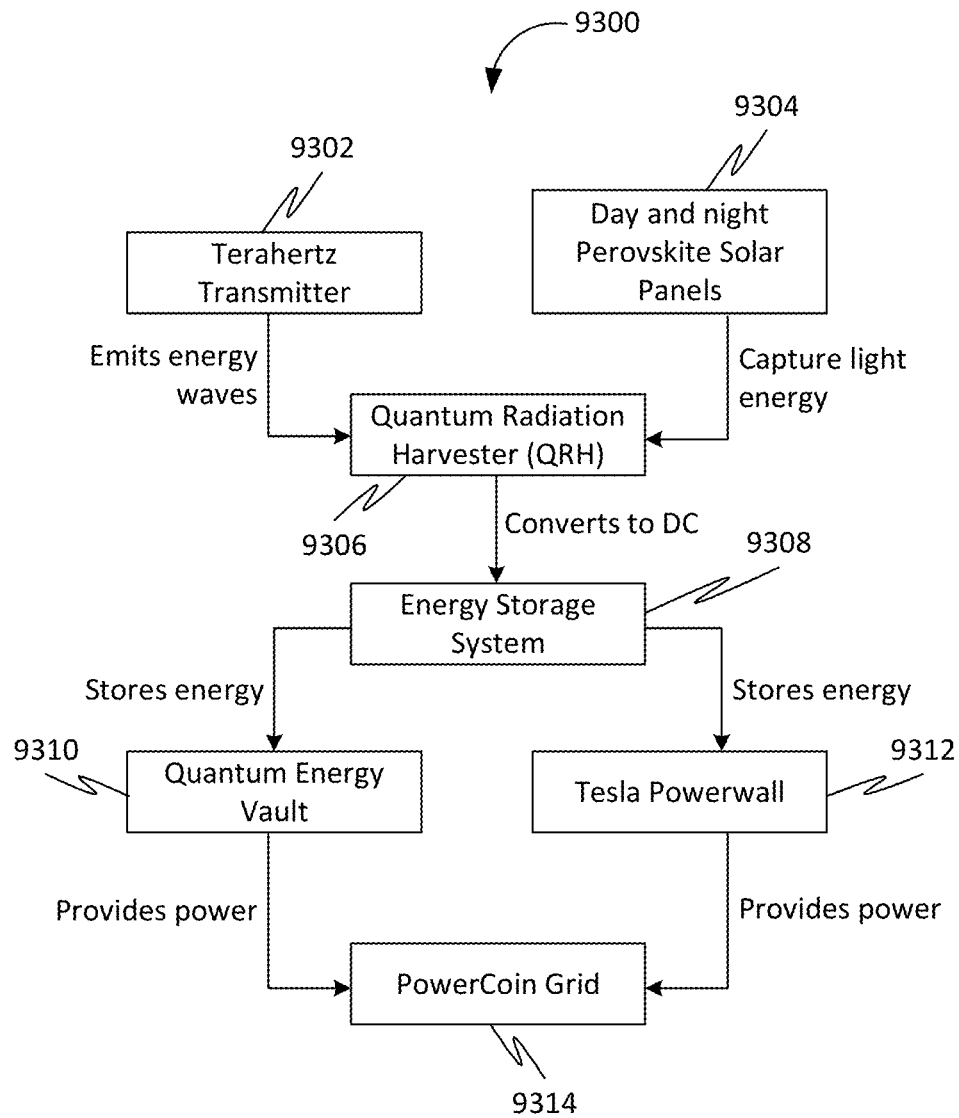 9300
9302
9304
Terahertz
Transmitter
Day and night
Perovskite Solar
Panels
Emits energy
waves
Capture light
energy
Quantum Radiation
Harvester (QRH)
9306
Converts to DC
9308
Energy Storage
System
Stores energy
Stores energy
9310
Quantum Energy
Vault
Tesla Powerwall
9312
Provides power
Provides power
PowerCoin Grid
9314